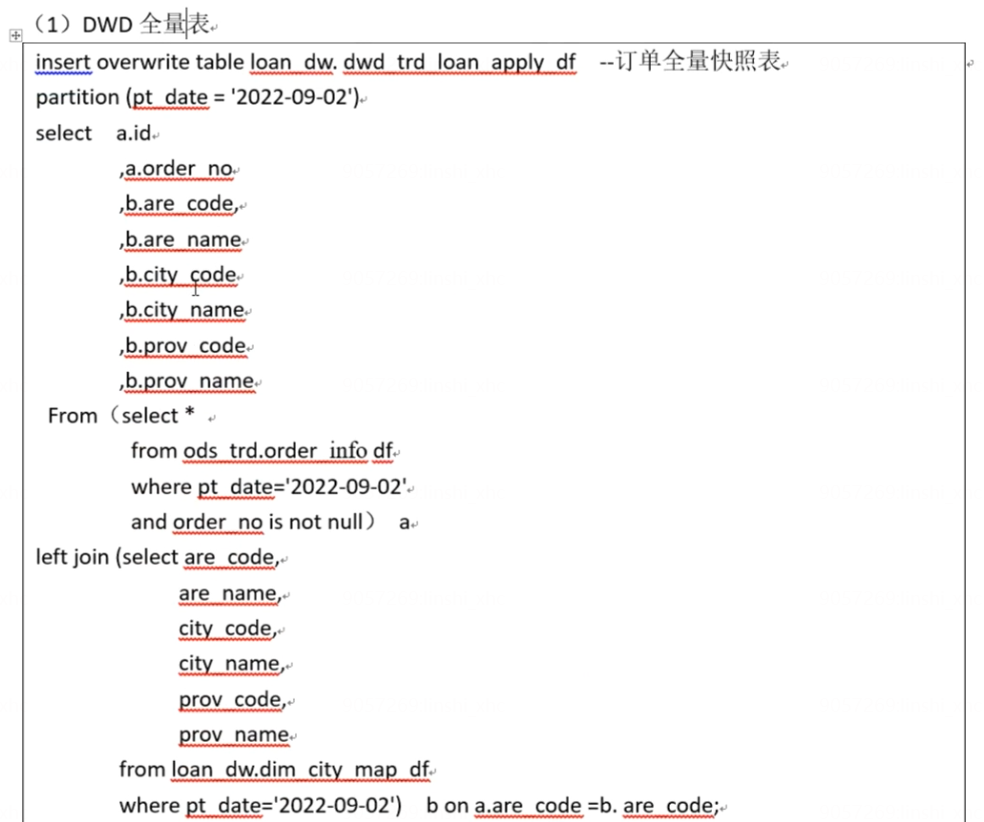 （1）DWD 全量表
insert overwrite table loan_dw. dwd_trd_loan_apply_df --订单全量快照表
partition (pt_date = '2022-09-02')
select a.id
,a.order_no
,b.are_code,
,b.are_name
,b.city_code
,b.city_name
,b.prov_code
,b.prov_name
From（select *
from ods_trd.order_info df
where pt_date='2022-09-02'
and order_no is not null） a
left join (select are_code,
are_name,
city_code,
city_name,
prov_code,
prov_name
from loan_dw.dim_city_map_df
where pt_date='2022-09-02') b on a.are_code =b. are_code;